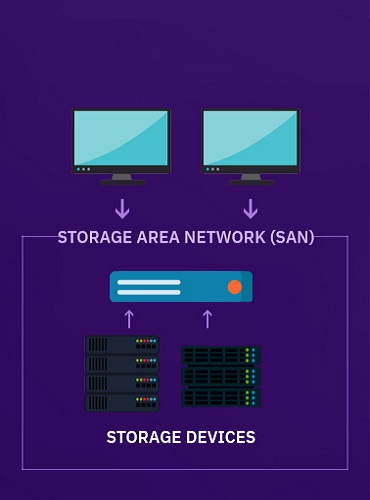 STORAGE AREA NETWORK (SAN)
STORAGE DEVICES